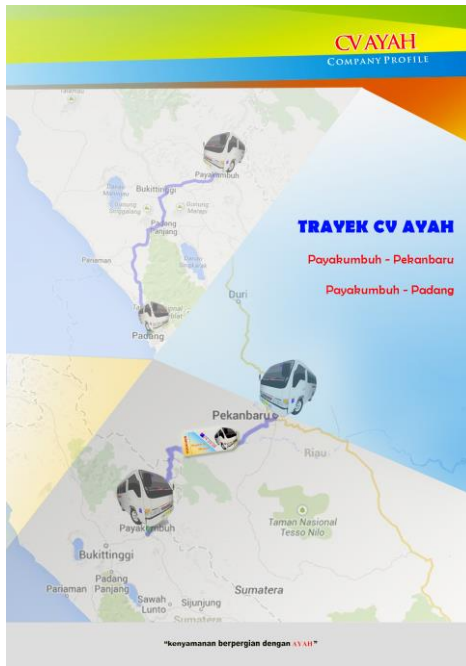 CV AYAH
COMPANY PROFILE
Payakumbuh
Bukittinggi
Padang
Panjang
Pariaman
Padang
TRAYEK CV AYAH
Payakumbuh - Pekanbaru
Payakumbuh - Padang
Duri
Pekanbaru
Riau
Payakumbuh
Taman Nasional
Tesso Nilo
Bukittinggi
Padang
Panjang
Pariaman
Sawah
Lunto
Sijunjung
Sumatera
Sumatera
"kenyamanan berpergian dengan AYAH"